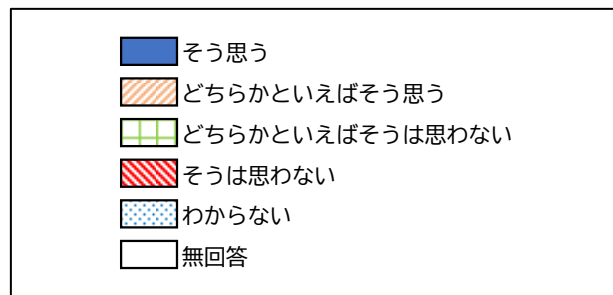 そう思う
どちらかといえばそう思う
どちらかといえばそうは思わない
そうは思わない
わからない
無回答